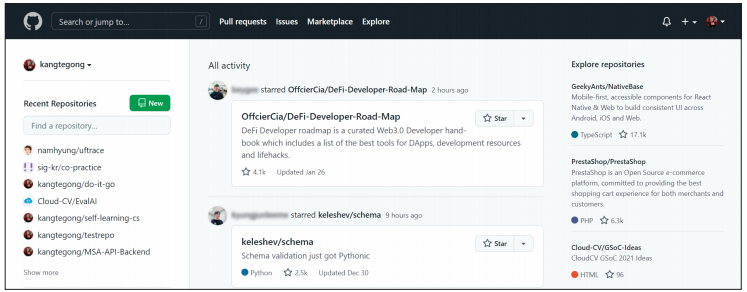 Search or jump to...
/
Pull requests
Issues
Marketplace
Explore
kangtegong
Recent Repositories
New
Find a repository...
namhyung/uftrace
sig-kr/co-practice
kangtegong/do-it-go
Cloud-CV/EvalAI
kangtegong/self-learning-cs
kangtegong/testrepo
kangtegong/MSA-API-Backend
Show more
All activity
starred OffcierCia/DeFi-Developer-Road-Map 2 hours ago
OffcierCia/DeFi-Developer-Road-Map
Star
DeFi Developer roadmap is a curated Web3.0 Developer hand-
book which includes a list of the best tools for DApps, development resources
and lifehacks.
4.1k Updated Jan 26
starred keleshev/schema 9 hours ago
keleshev/schema
Star
Schema validation just got Pythonic
Python 2.5k Updated Dec 30
Explore repositories
GeekyAnts/NativeBase
Mobile-first, accessible components for React
Native & Web to build consistent UI across
Android, iOS and Web.
TypeScript 17.1k
PrestaShop/PrestaShop
PrestaShop is an Open Source e-commerce
platform, committed to providing the best
shopping cart experience for both merchants and
customers.
PHP 6.3k
Cloud-CV/GSoC-Ideas
CloudCV GSoC 2021 Ideas
HTML 96